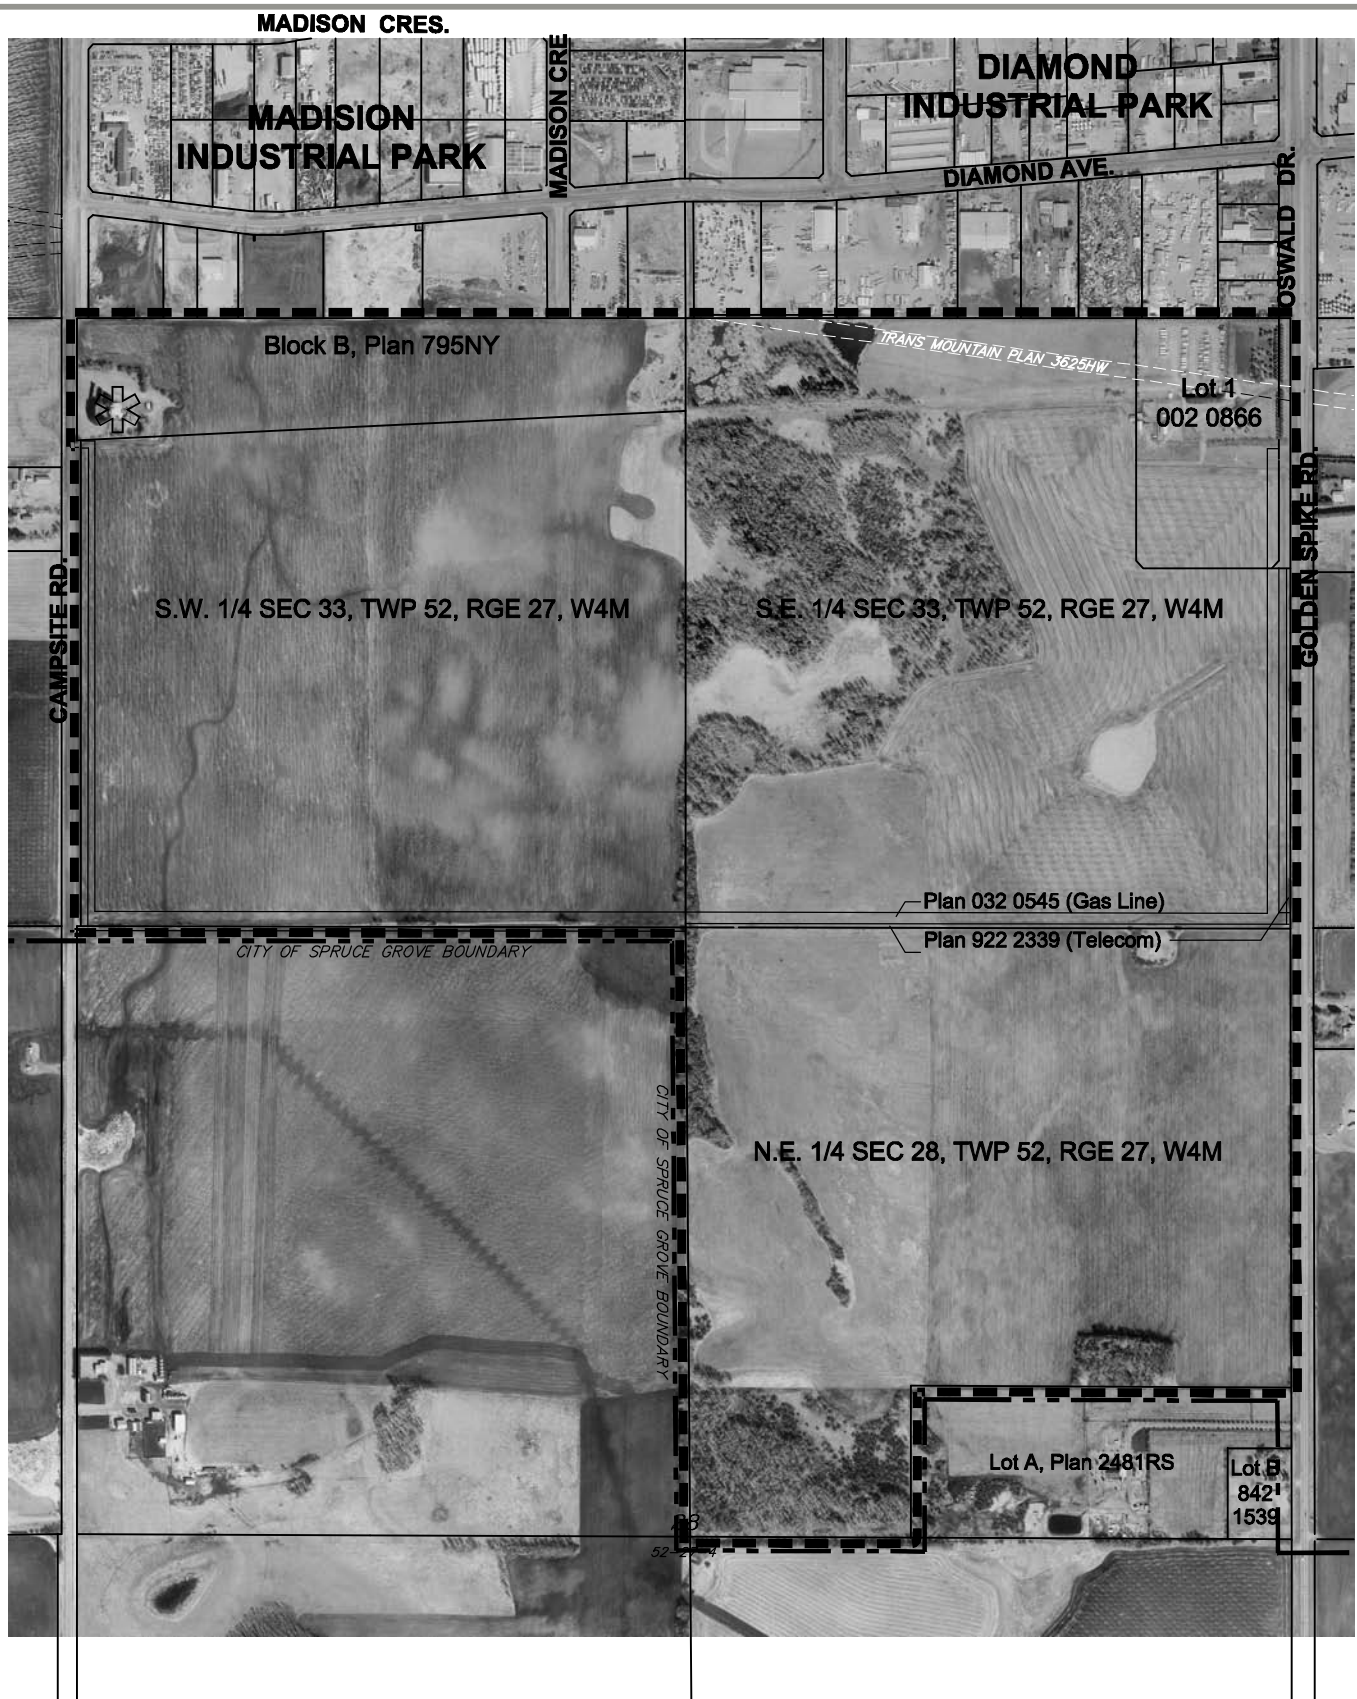 MADISON CRES.
MADISON CRE
DIAMOND
INDUSTRIAL PARK
MADISION
INDUSTRIAL PARK
DIAMOND AVE.
OSWALD DR.
Block B, Plan 795NY
TRANS MOUNTAIN PLAN 3625HW
Lot 1
002 0866
CAMPSITE RD.
GOLDEN SPIKE RD.
S.W. 1/4 SEC 33, TWP 52, RGE 27, W4M
S.E. 1/4 SEC 33, TWP 52, RGE 27, W4M
Plan 032 0545 (Gas Line)
Plan 922 2339 (Telecom)
CITY OF SPRUCE GROVE BOUNDARY
CITY OF SPRUCE GROVE BOUNDARY
N.E. 1/4 SEC 28, TWP 52, RGE 27, W4M
Lot A, Plan 2481RS
Lot B
842
1539
28
52-27-4